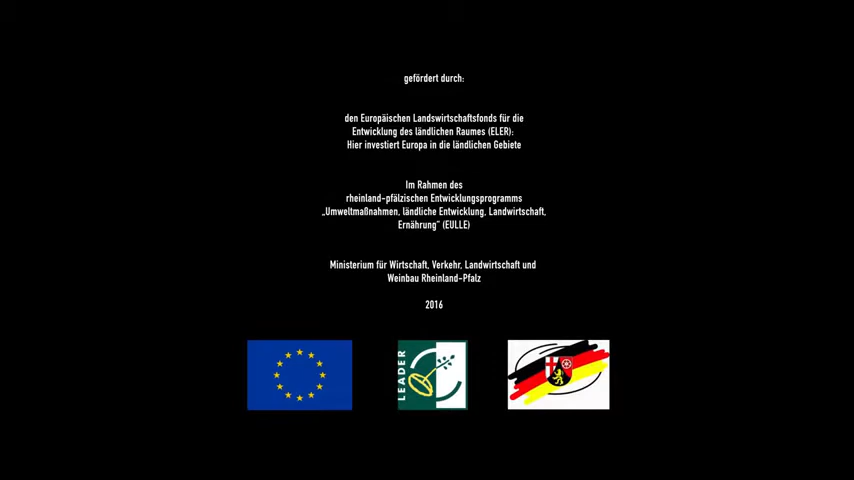 gefördert durch:
den Europäischen Landswirtschaftsfonds für die
Entwicklung des ländlichen Raumes (ELER):
Hier investiert Europa in die ländlichen Gebiete
Im Rahmen des
rheinland-pfälzischen Entwicklungsprogramms
„Umweltmaßnahmen, ländliche Entwicklung, Landwirtschaft,
Ernährung“ (EULLE)
Ministerium für Wirtschaft, Verkehr, Landwirtschaft und
Weinbau Rheinland-Pfalz
2016
LEADER